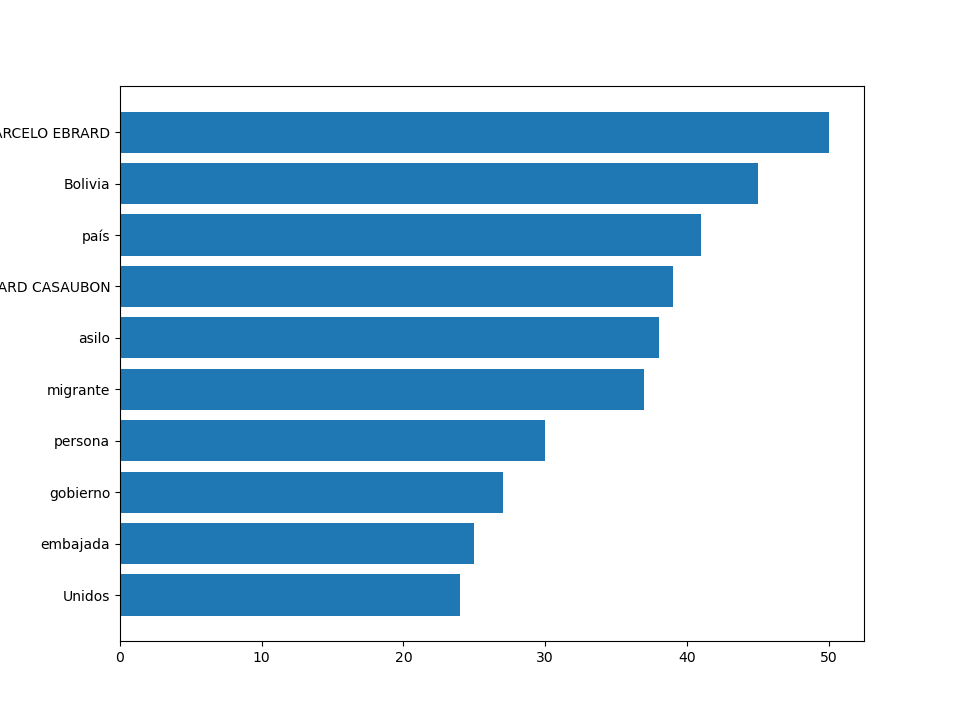 ARCELO EBRARD
Bolivia
país
ARD CASAUBON
asilo
migrante
persona
gobierno
embajada
Unidos
0 10 20 30 40 50